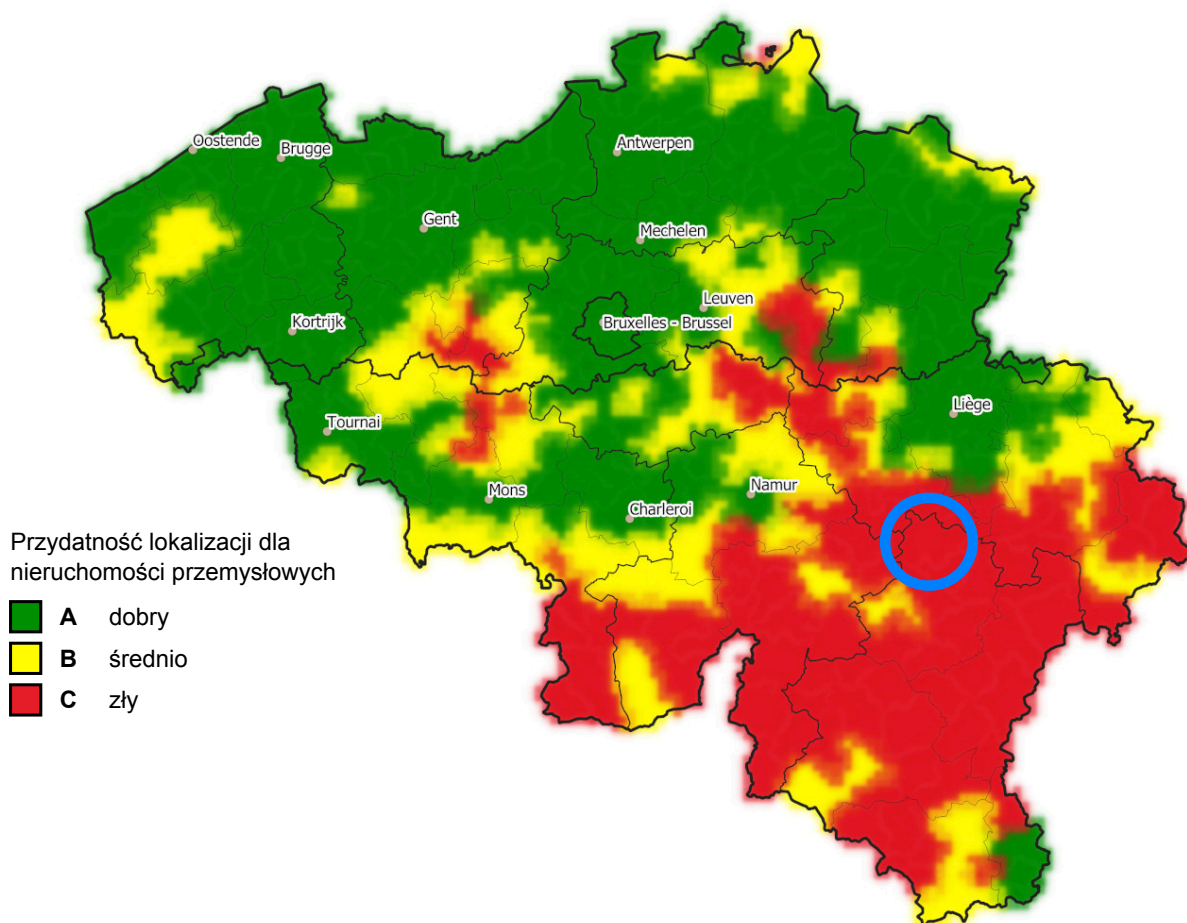 Oostende
Brugge
Antwerpen
Gent
Mechelen
Leuven
Kortrijk
Bruxelles - Brussel
Liège
Tournai
Mons
Namur
Charleroi
Przydatność lokalizacji dla
nieruchomości przemysłowych
A dobry
B średnio
C zły